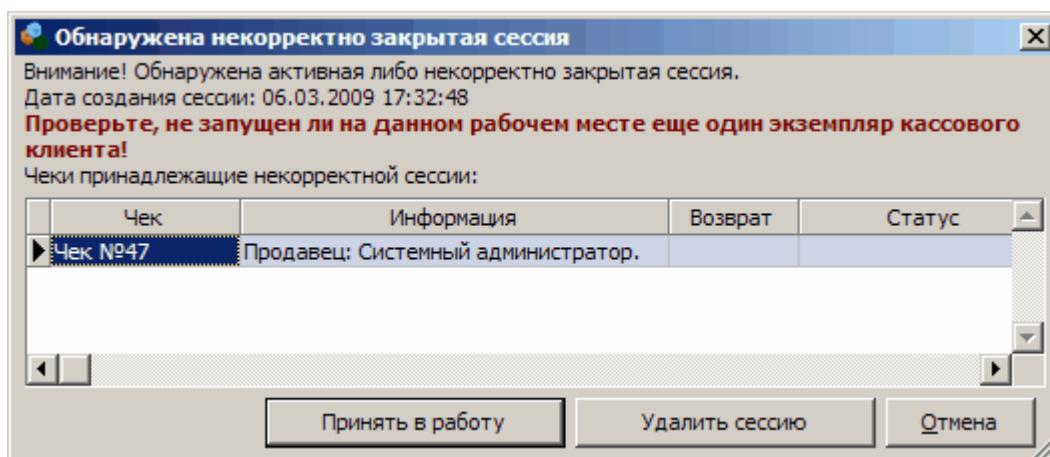 Обнаружена некорректно закрытая сессия
Внимание! Обнаружена активная либо некорректно закрытая сессия.
Дата создания сессии: 06.03.2009 17:32:48
Проверьте, не запущен ли на данном рабочем месте еще один экземпляр кассового
клиента!
Чеки принадлежащие некорректной сессии:
Чек Информация Возврат Статус
Чек №47 Продавец: Системный администратор.
Принять в работу Удалить сессию Отмена